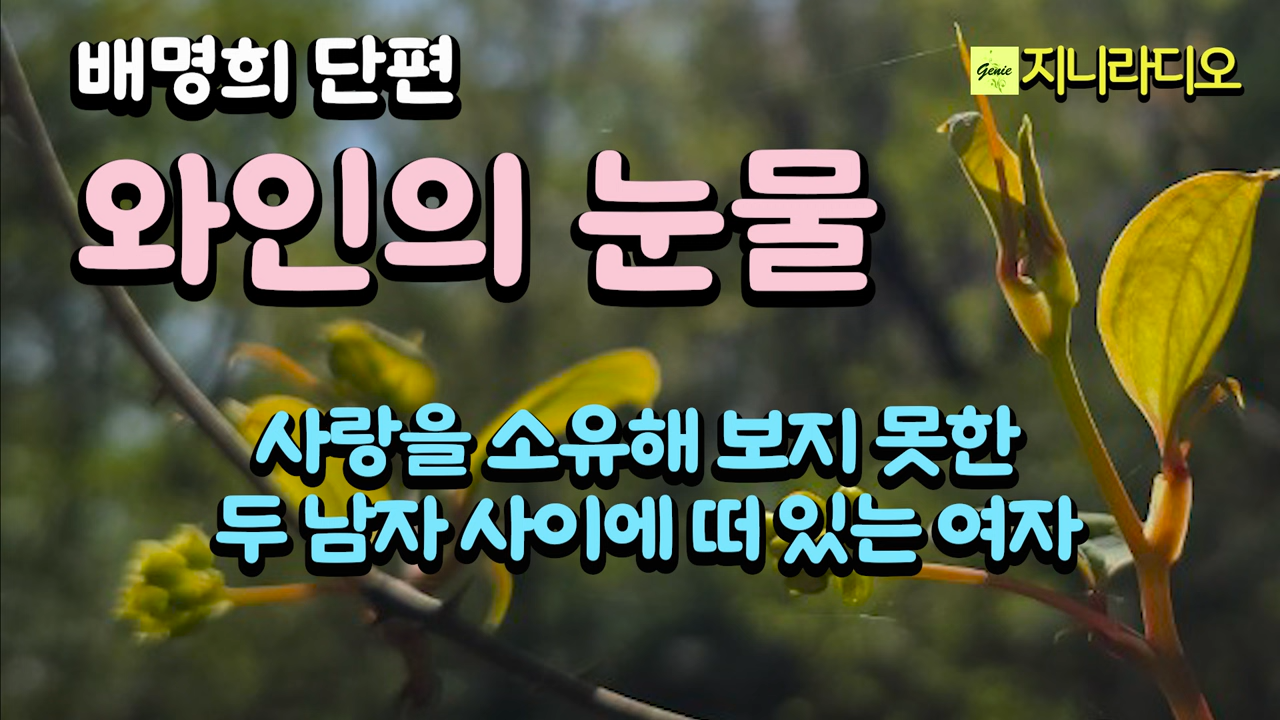 배명희 단편
Genie 지니라디오
와인의 눈물
사랑을 소유해 보지 못한
두 남자 사이에 떠 있는 여자